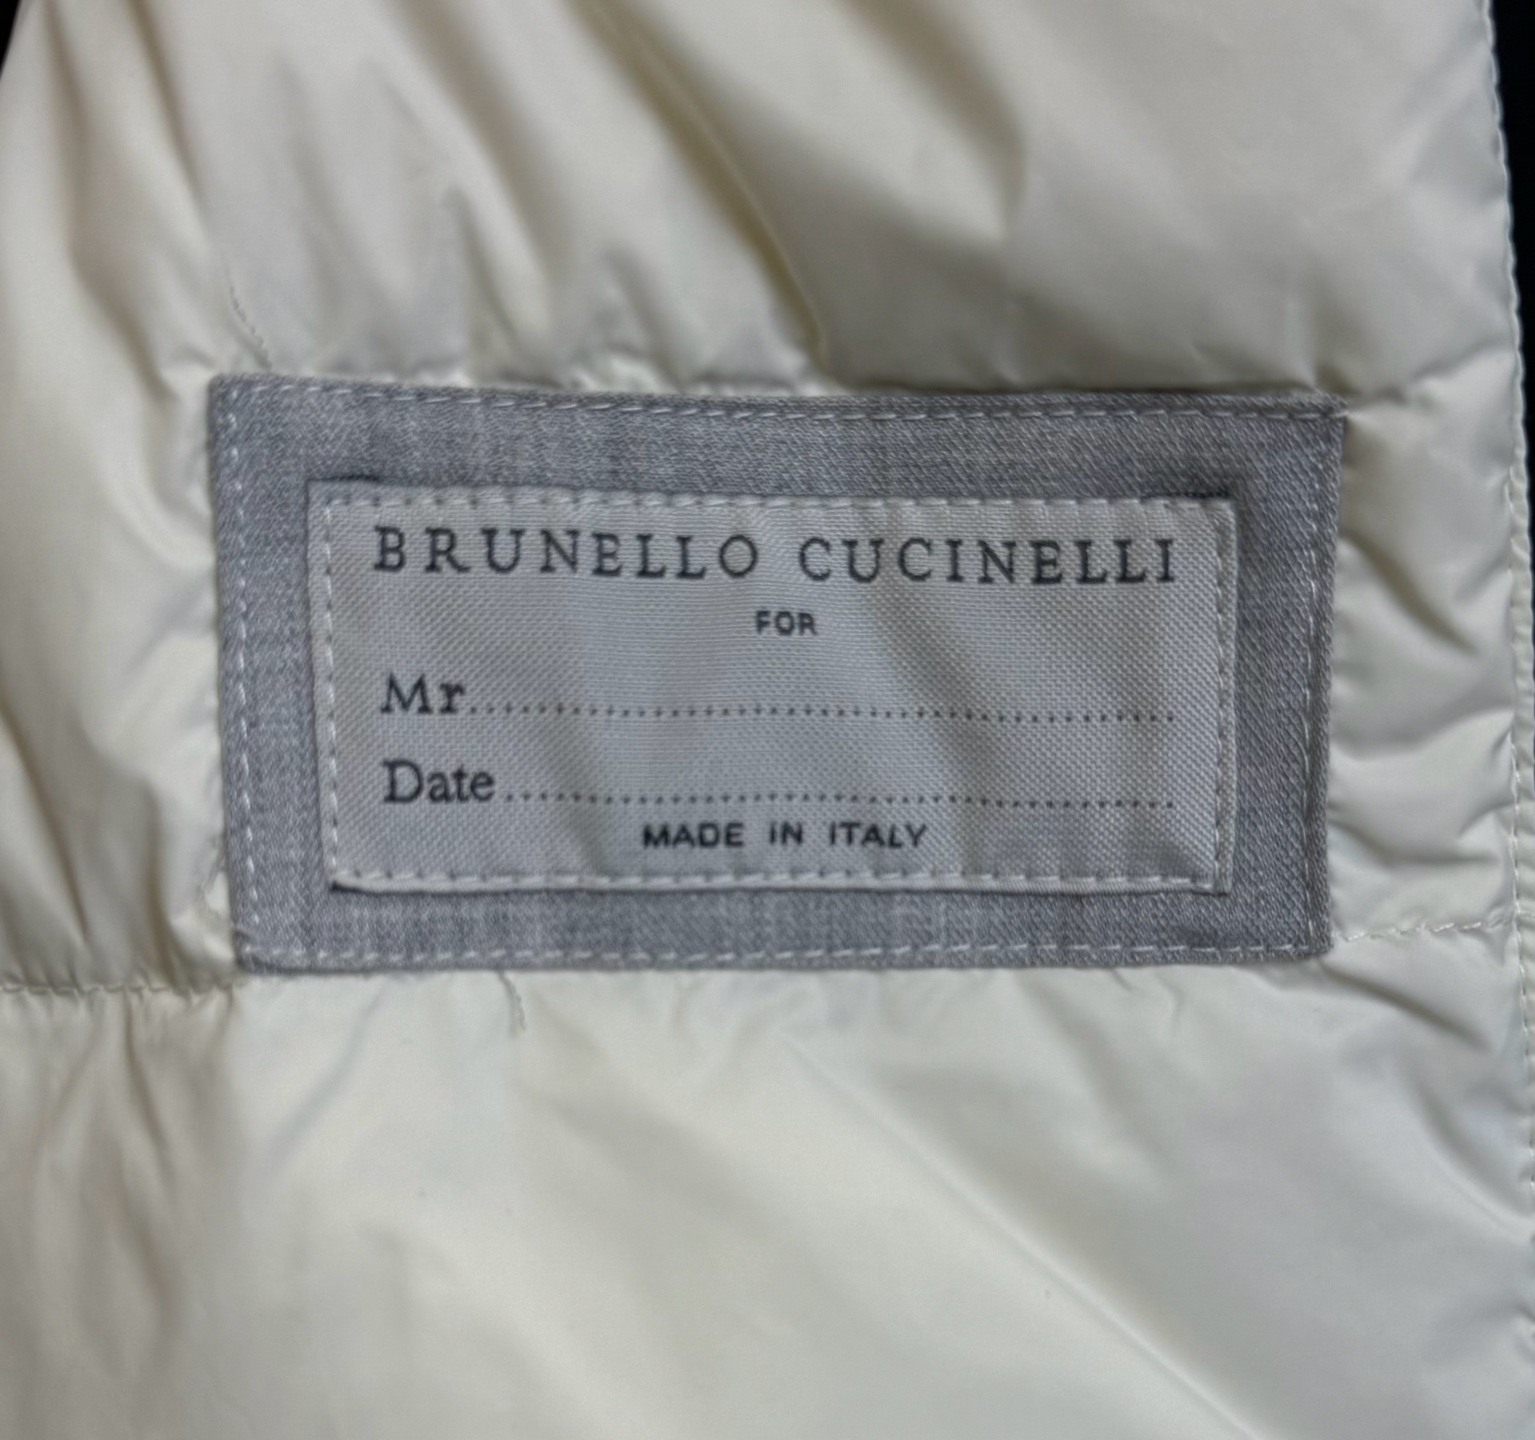 BRUNELLO CUCINELLI
FOR
Mr........................................................
Date........................................................
MADE IN ITALY